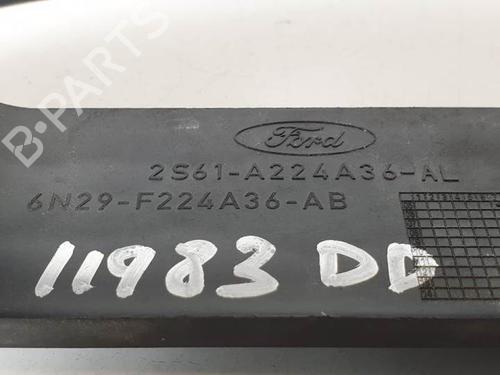 Ford
2S61-A224A36-AL
6N29-F224A36-AB
11983 DD
B-PARTS